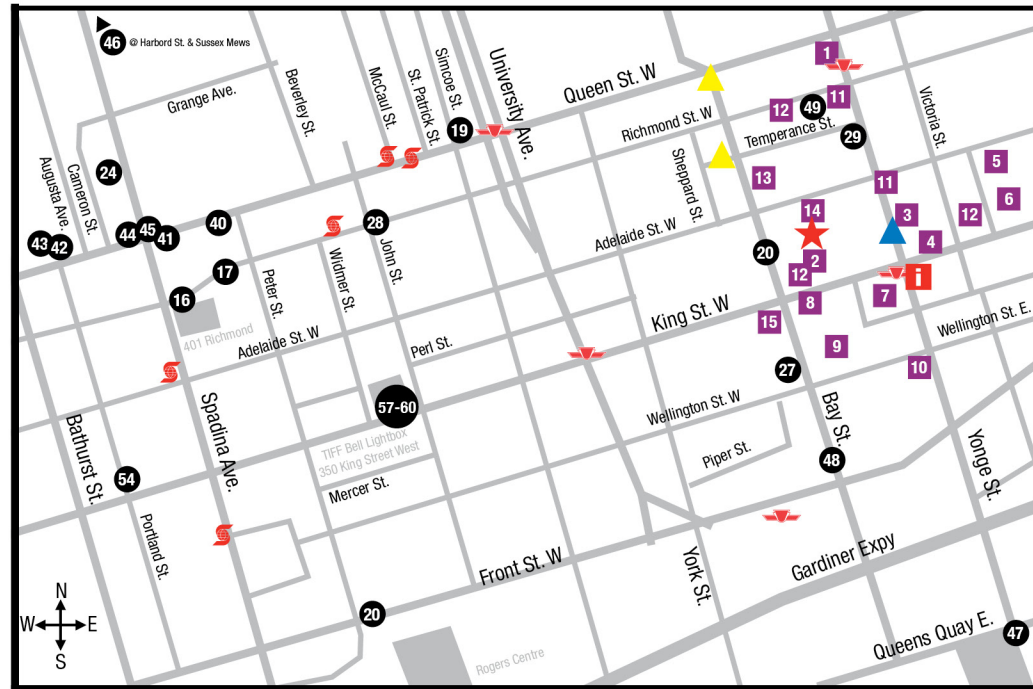 46 @ Harbord St. & Sussex Mews
Grange Ave.
Beverley St.
McCaul St.
St. Patrick St.
Simcoe St.
University Ave.
Queen St. W
19
1
11
12
49
Richmond St. W
Temperance St.
29
Victoria St.
5
6
Augusta Ave.
Cameron St.
24
43
42
44
45
41
40
28
13
Sheppard St.
11
14
3
12
4
17
16
401 Richmond
Peter St.
Widmer St.
John St.
Adelaide St. W
20
2
12
i
7
8
King St. W
15
Wellington St. E.
Adelaide St. W
Perl St.
9
10
27
57-60
TIFF Bell Lightbox
350 King Street West
Wellington St. W
Bathurst St.
Spadina Ave.
Bay St.
Yonge St.
54
Mercer St.
Piper St.
48
Portland St.
Front St. W
York St.
Gardiner Expy
N
W
E
S
20
Rogers Centre
Queens Quay E.
47